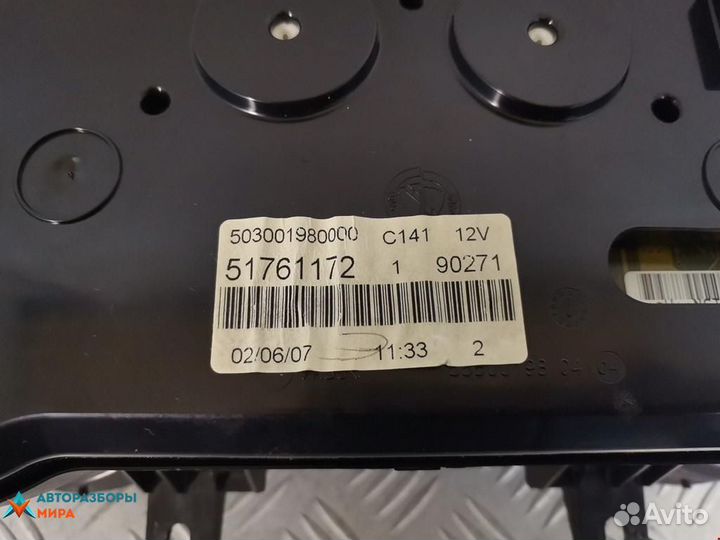 503001980000 C141 12V
51761172 1 90271
02/06/07 11:33 2
АВТОРАЗБОРЫ
МИРА
Avito